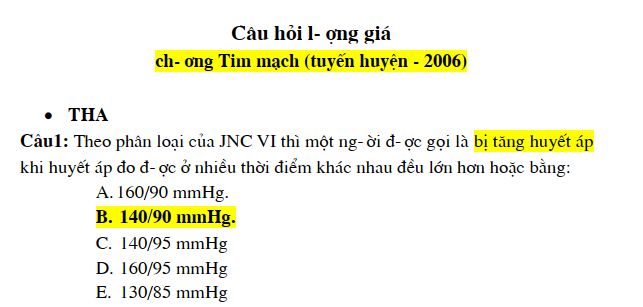 Câu hỏi l- ợng giá
ch- ơng Tim mạch (tuyến huyện - 2006)
• THA
Câu1: Theo phân loại của JNC VI thì một ng- ời đ- ợc gọi là bị tăng huyết áp
khi huyết áp đo đ- ợc ở nhiều thời điểm khác nhau đều lớn hơn hoặc bằng:
A. 160/90 mmHg.
B. 140/90 mmHg.
C. 140/95 mmHg
D. 160/95 mmHg
E. 130/85 mmHg